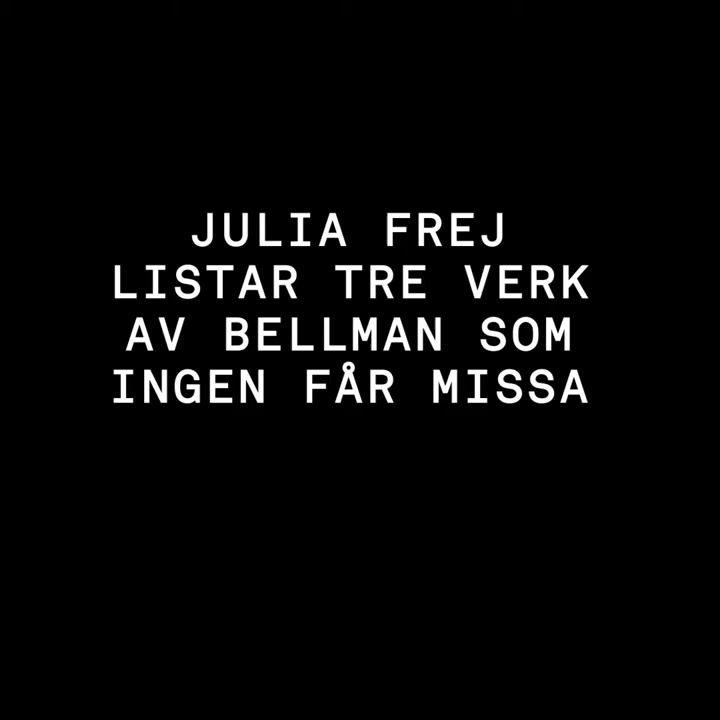 JULIA FREJ
LISTAR TRE VERK
AV BELLMAN SOM
INGEN FÅR MISSA